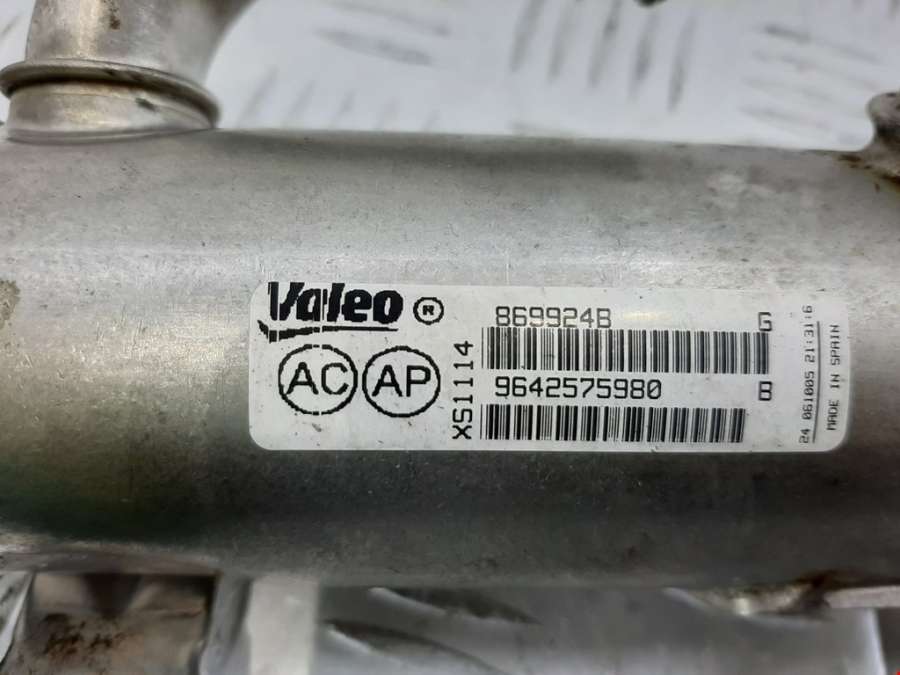 Valeo ®
AC AP
XS1114
869924B G
9642575980 B
24 061005 21:31:6
MADE IN SPAIN